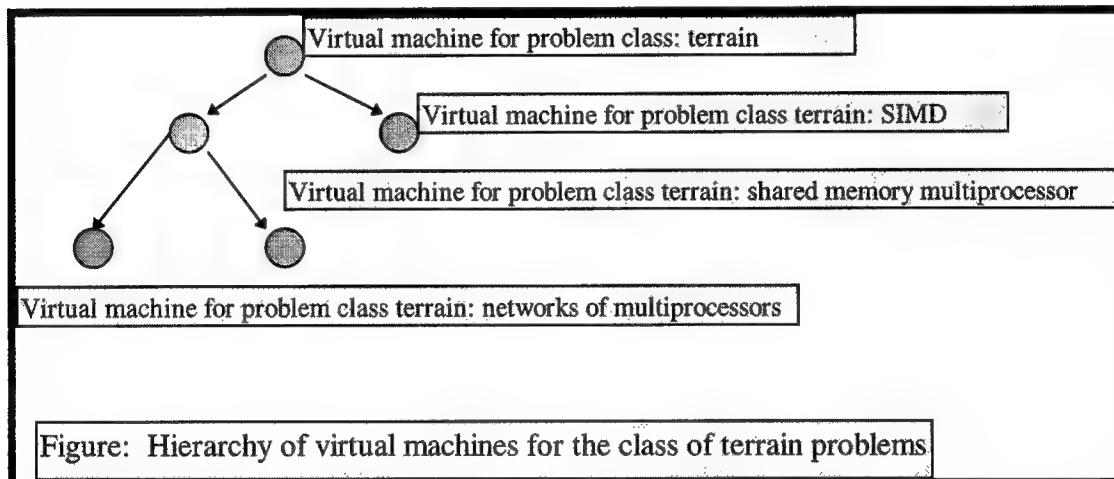 Virtual machine for problem class: terrain
Virtual machine for problem class terrain: SIMD
Virtual machine for problem class terrain: shared memory multiprocessor
Virtual machine for problem class terrain: networks of multiprocessors
Figure: Hierarchy of virtual machines for the class of terrain problems